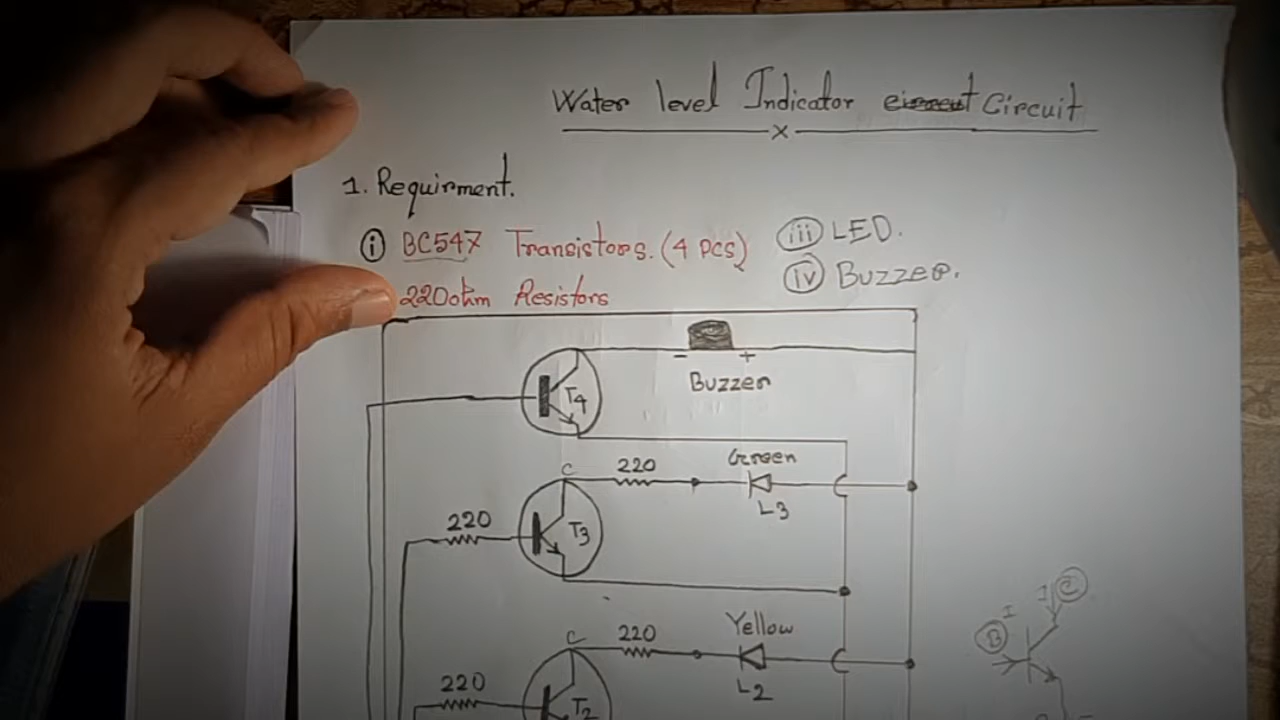 Water level Indicator Circuit
1. Requirment.
i BC547 Transistors. (4 pcs)
220ohm Resistors
iii LED.
iv Buzzer.
- +
Buzzer
T4
C 220 Green
L3
220 T3
C 220 Yellow
L2
220 T2
I C
B I